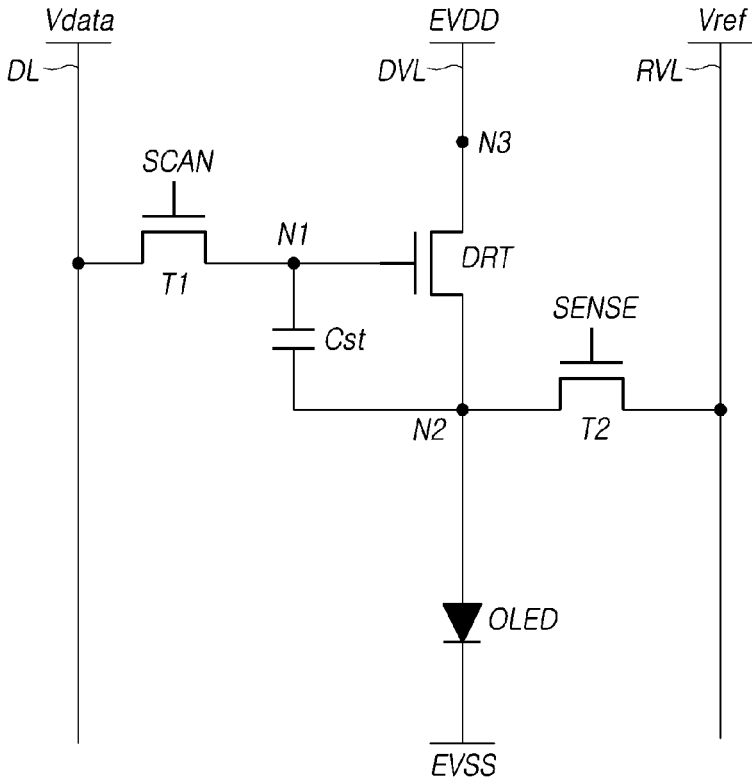 Vdata
EVDD
Vref
DL
DVL
RVL
N3
SCAN
N1
DRT
T1
SENSE
Cst
N2
T2
OLED
EVSS